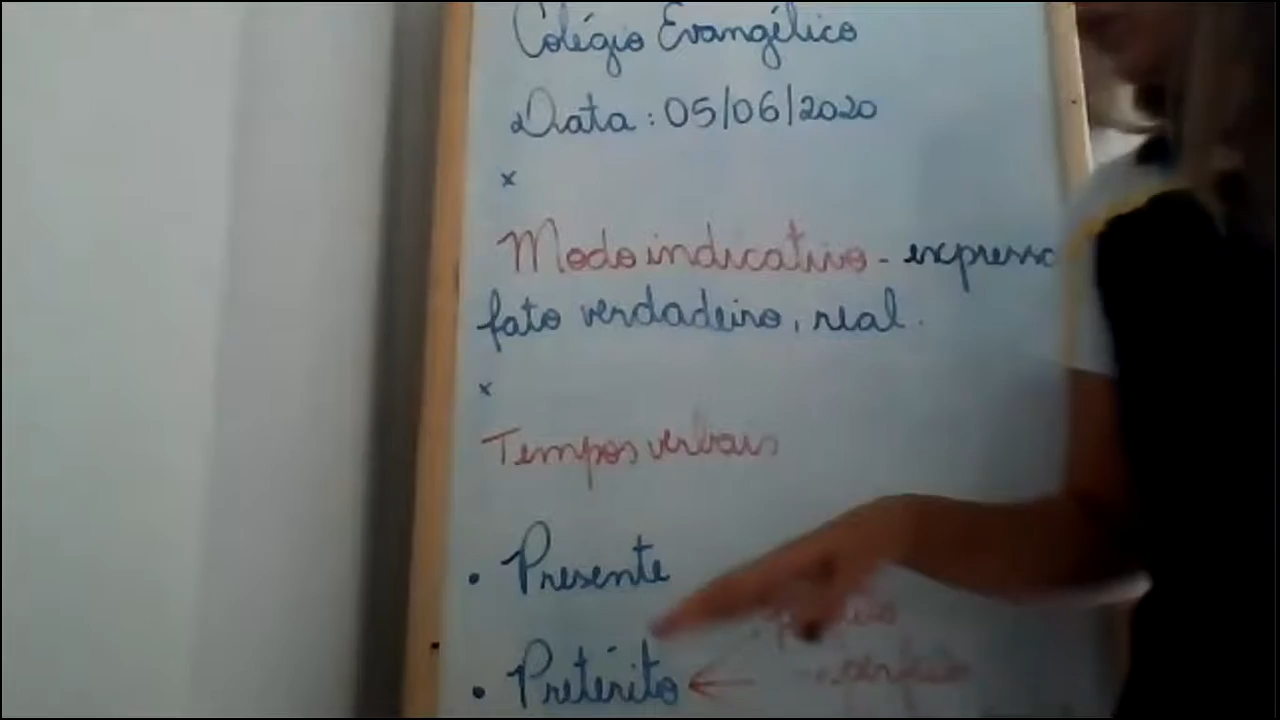 Colégio Evangélico
Data: 05/06/2020
x
Modo indicativo - expressa
fato verdadeiro, real.
x
Tempos verbais
• Presente
• Pretérito ←